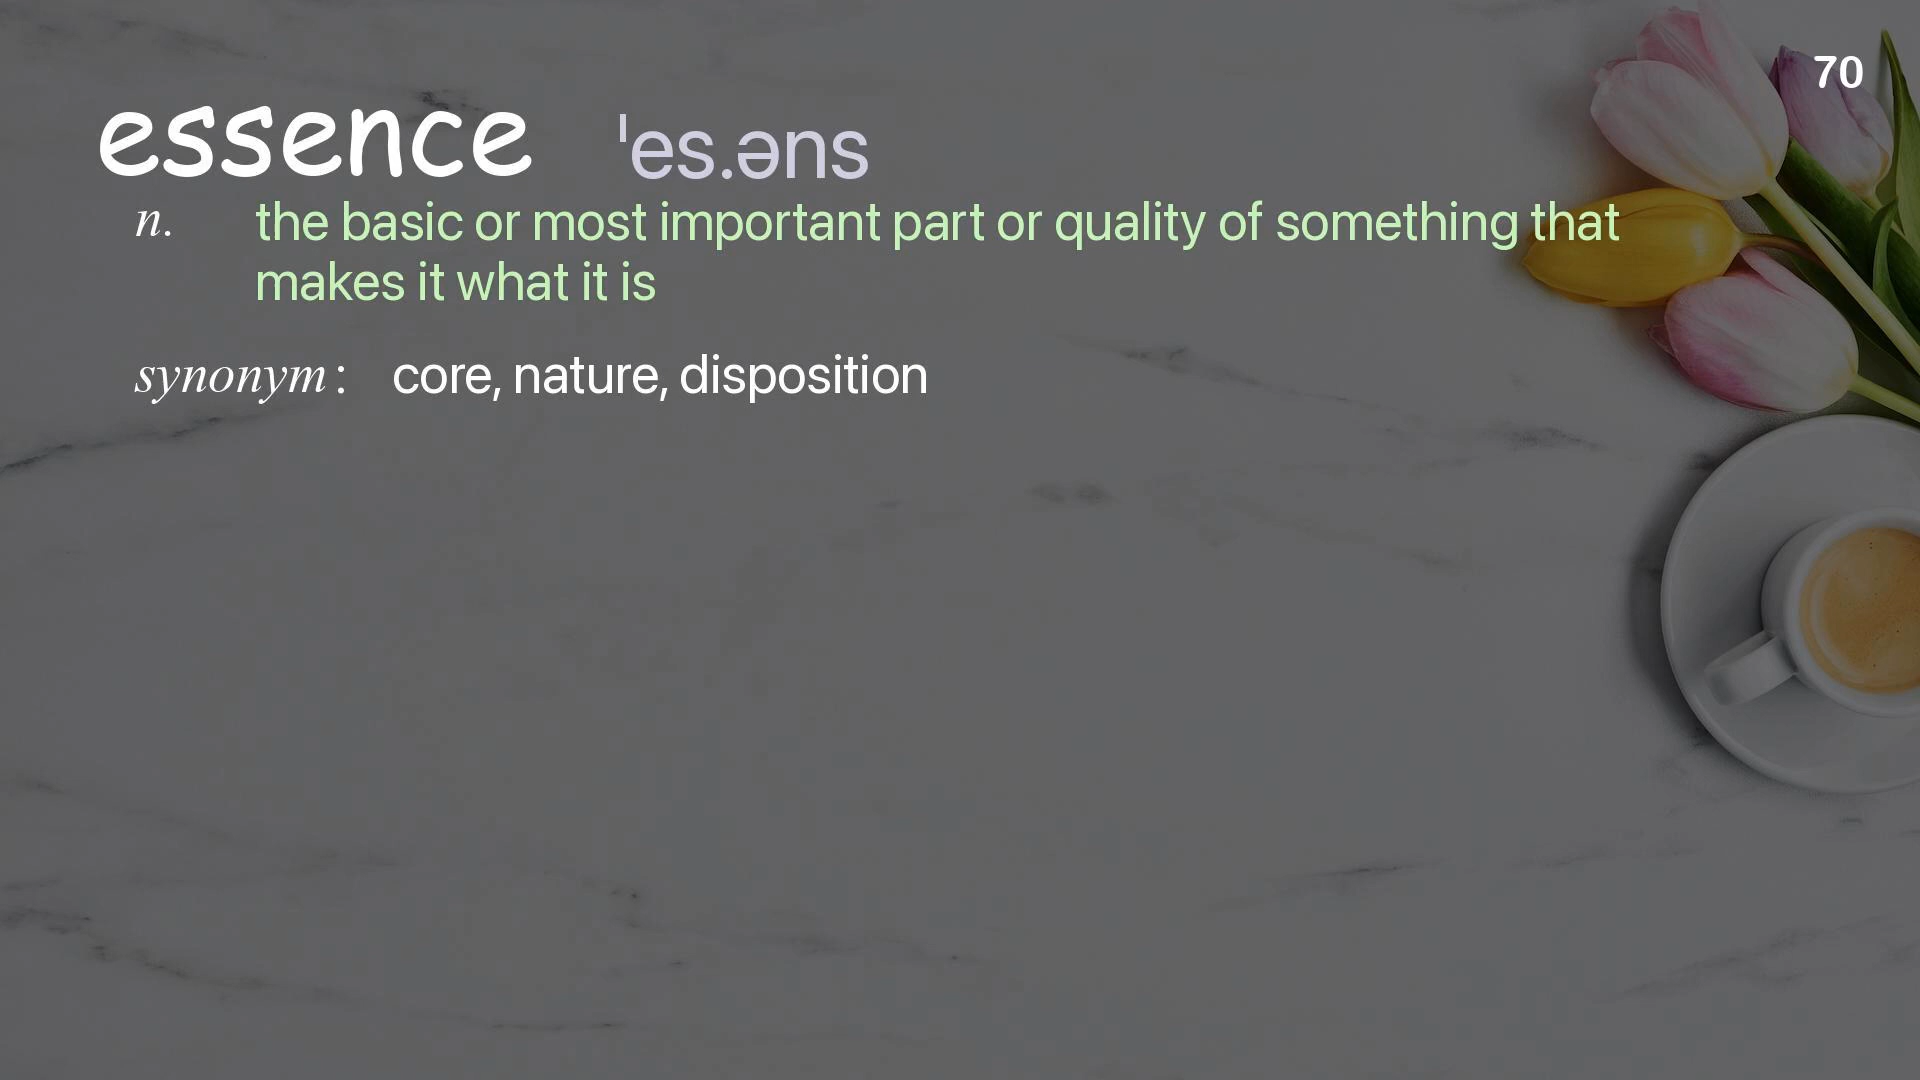 70
essence ˈes.əns
n. the basic or most important part or quality of something that
makes it what it is
synonym: core, nature, disposition